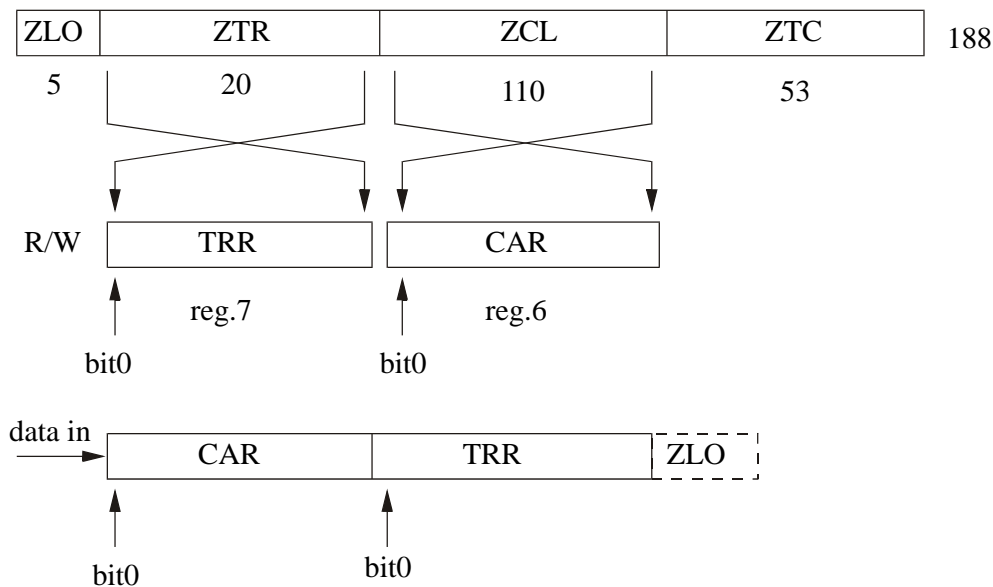 ZLO ZTR ZCL ZTC 188
5 20 110 53
R/W TRR CAR
reg.7 reg.6
bit0 bit0
data in CAR TRR ZLO
bit0 bit0